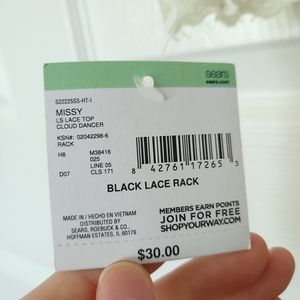 sears
sears.com
S22225SS-HT-I
MISSY
LS LACE TOP
CLOUD DANCER
KSN#: 02042298-6
RACK
H8 M38416
025
LINE 05
D07 CLS 171
8 42761 17265 3
BLACK LACE RACK
MADE IN / HECHO EN VIETNAM
DISTRIBUTED BY
SEARS, ROEBUCK & CO.
HOFFMAN ESTATES, IL 60179
MEMBERS EARN POINTS
JOIN FOR FREE
SHOPYOURWAY.COM
$30.00